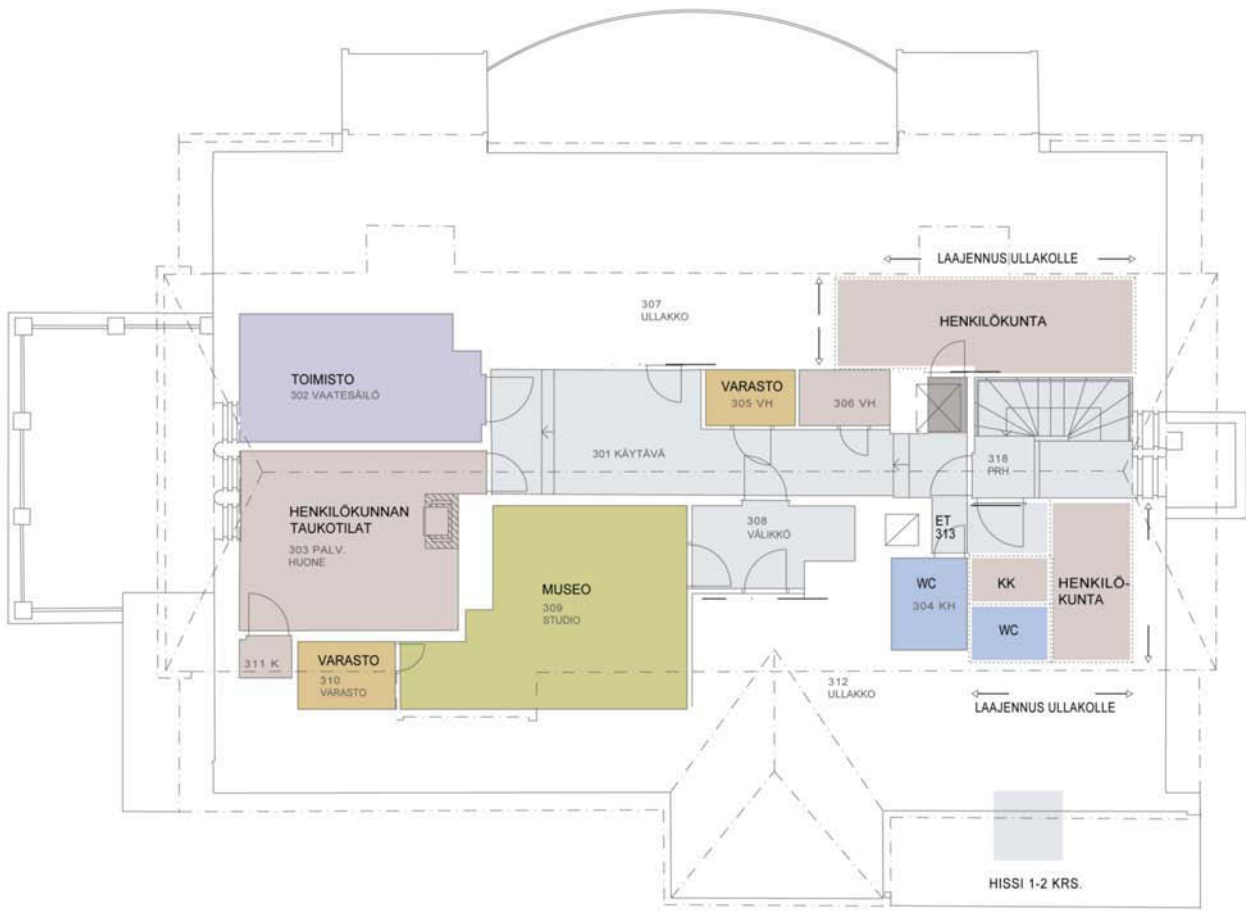 LAAJENNUS ULLAKOLLE
307
ULLAKKO
HENKILÖKUNTA
TOIMISTO
302 VAATESÄILÖ
VARASTO
305 VH
306 VH
301 KÄYTÄVÄ
318
PRH
HENKILÖKUNNAN
TAUKOTILAT
303 PALV.
HUONE
308
VÄLIKKÖ
ET
313
MUSEO
309
STUDIO
WC
304 KH
KK
HENKILÖ-
KUNTA
WC
311 K
VARASTO
310
VARASTO
312
ULLAKKO
LAAJENNUS ULLAKOLLE
HISSI 1-2 KRS.